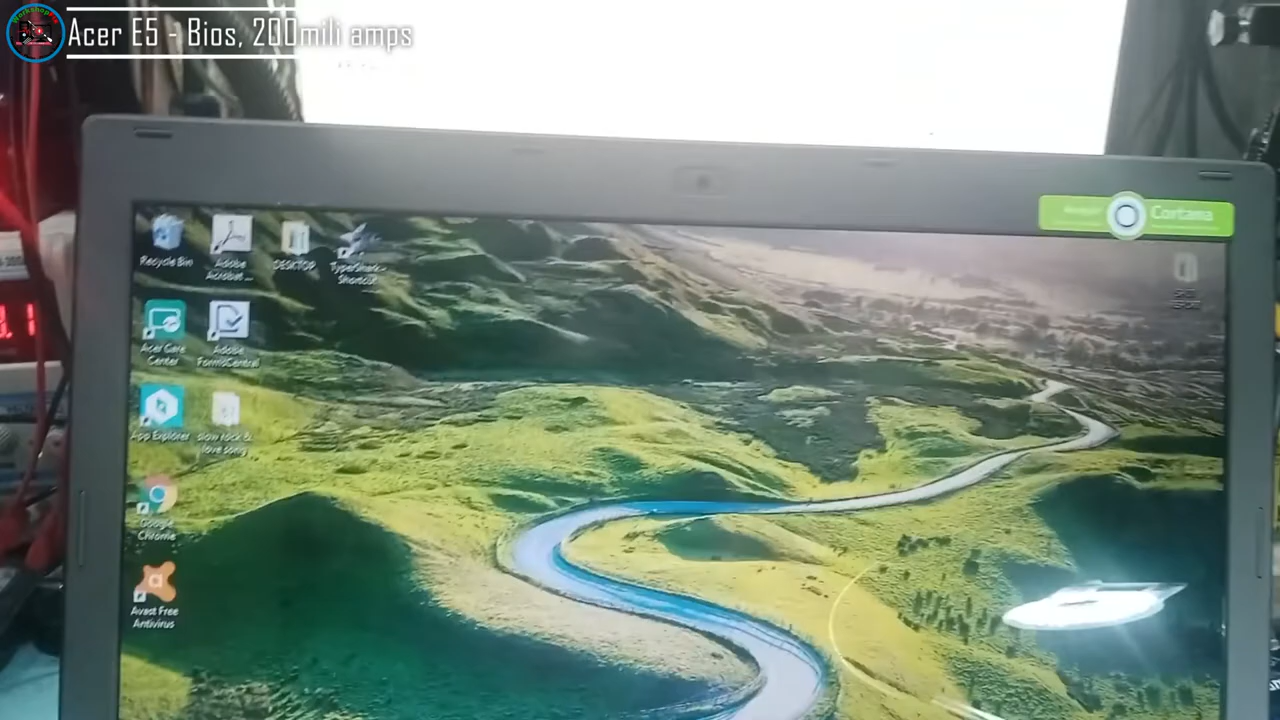 Acer E5 - Bios, 200mili amps
Cortana
Recycle Bin
Adobe
Acrobat ...
DESKTOP
TyperShark -
Shortcut
Acer Care
Center
Adobe
FormsCentral
App Explorer
slow rock &
love song
Google
Chrome
Avast Free
Antivirus